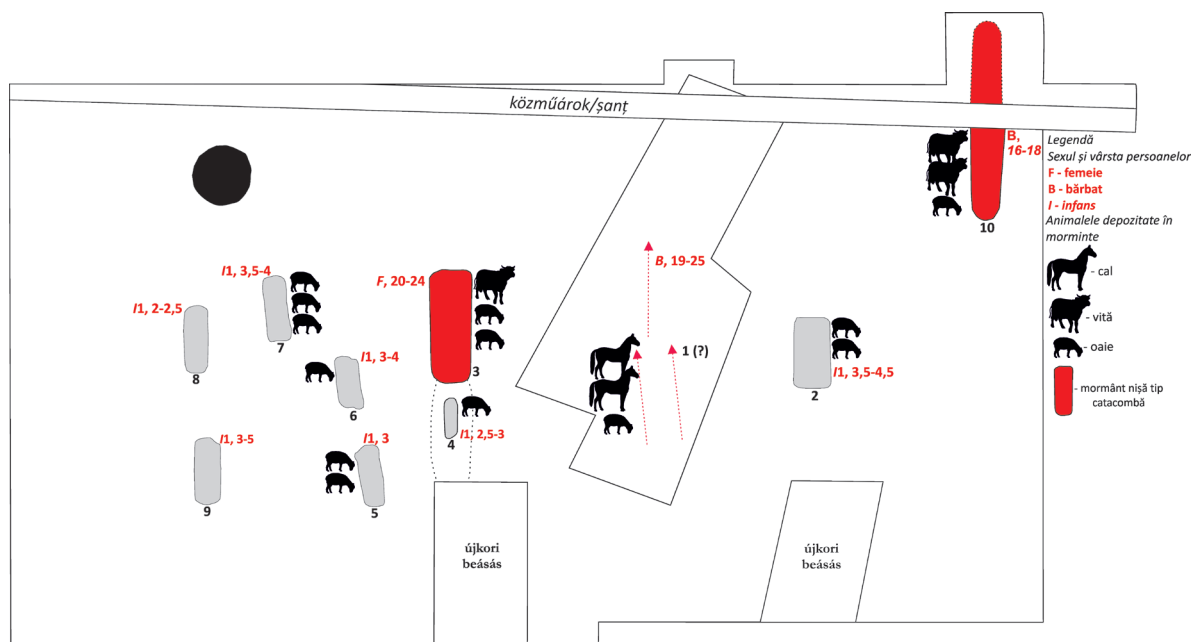 közműárok/șanț
B,
16-18
10
Legendă
Sexul și vârsta persoanelor
F - femeie
B - bărbat
I - infans
Animalele depozitate în
morminte
- cal
- vită
- oaie
- mormânt nișă tip
catacombă
I1, 3,5-4
7
I1, 2-2,5
8
I1, 3-4
6
F, 20-24
3
B, 19-25
1 (?)
2
I1, 3,5-4,5
4
I1, 2,5-3
I1, 3-5
9
I1, 3
5
újkori
beásás
újkori
beásás